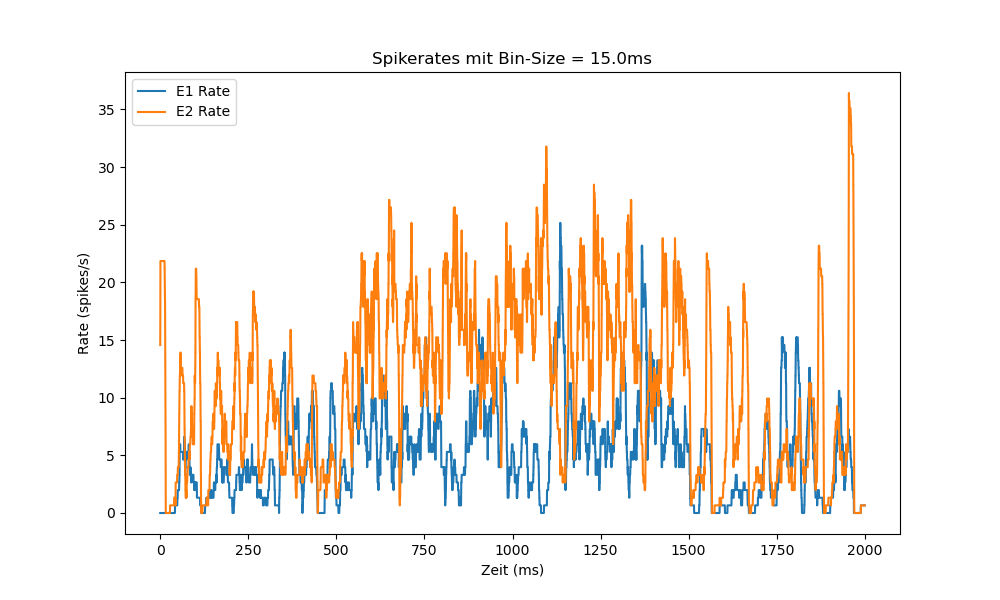 Spikerates mit Bin-Size = 15.0ms
E1 Rate
E2 Rate
Rate (spikes/s)
35
30
25
20
15
10
5
0
0 250 500 750 1000 1250 1500 1750 2000
Zeit (ms)